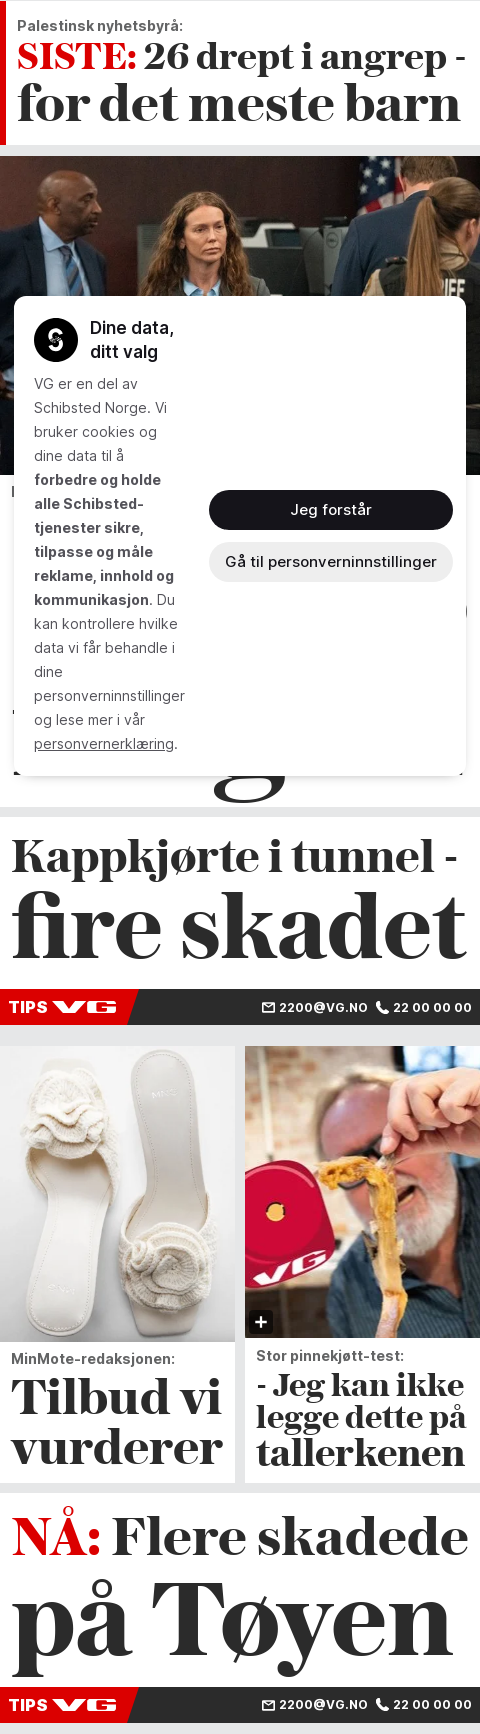 Palestinsk nyhetsbyrå:
SISTE: 26 drept i angrep -
for det meste barn
Dine data,
ditt valg
VG er en del av
Schibsted Norge. Vi
bruker cookies og
dine data til å
forbedre og holde
alle Schibsted-
tjenester sikre,
tilpasse og måle
reklame, innhold og
kommunikasjon. Du
kan kontrollere hvilke
data vi får behandle i
dine
personverninnstillinger
og lese mer i vår
personvernerklæring.
Jeg forstår
Gå til personverninnstillinger
Kappkjørte i tunnel -
fire skadet
TIPS VG 2200@VG.NO 22 00 00 00
MinMote-redaksjonen:
Tilbud vi
vurderer
VG
Stor pinnekjøtt-test:
- Jeg kan ikke
legge dette på
tallerkenen
NÅ: Flere skadede
på Tøyen
TIPS VG 2200@VG.NO 22 00 00 00